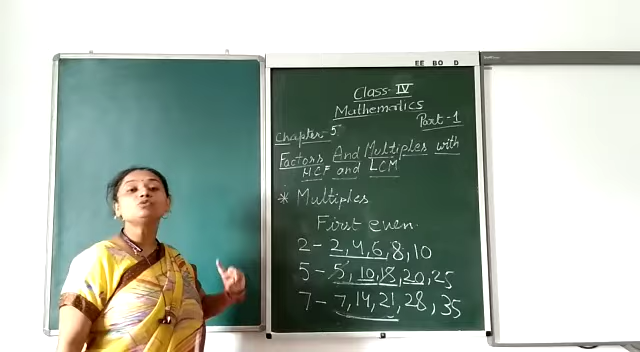 EE BO D
Class-IV
Mathematics
Part-1
Chapter-5
Factors And Multiples with
HCF and LCM
* Multiples
First even.
2- 2, 4, 6, 8, 10
5- 5, 10, 15, 20, 25
7- 7, 14, 21, 28, 35